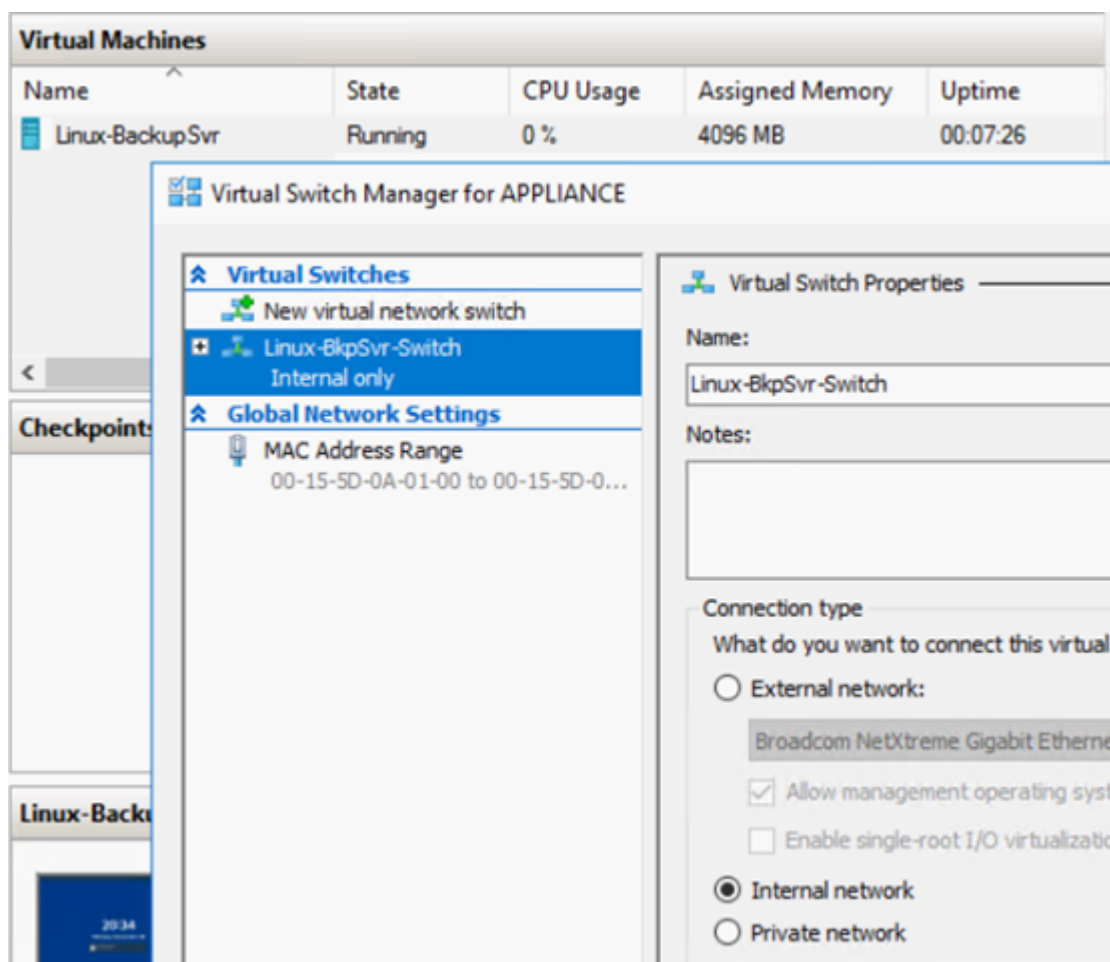 Virtual Machines
Name State CPU Usage Assigned Memory Uptime
Linux-BackupSvr Running 0 % 4096 MB 00:07:26
Virtual Switch Manager for APPLIANCE
Virtual Switches
New virtual network switch
Linux-BkpSvr-Switch
Internal only
Global Network Settings
MAC Address Range
00-15-5D-0A-01-00 to 00-15-5D-0...
Virtual Switch Properties
Name:
Linux-BkpSvr-Switch
Notes:
Connection type
What do you want to connect this virtual
External network:
Broadcom NetXtreme Gigabit Etherne
Allow management operating syst
Enable single-root I/O virtualizatio
Internal network
Private network
Checkpoints
Linux-Backu
20:34